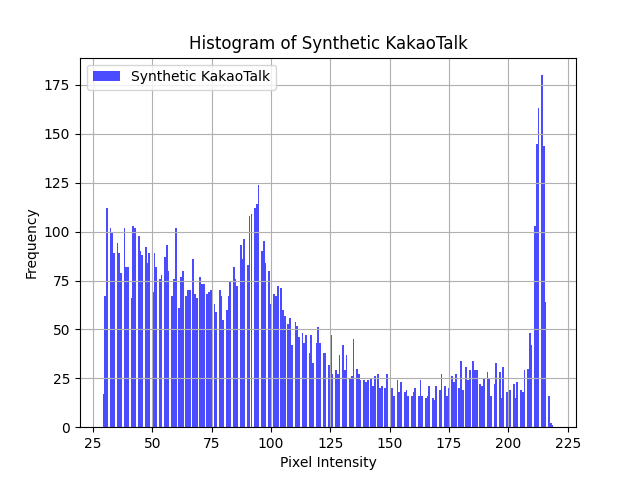 Histogram of Synthetic KakaoTalk
Synthetic KakaoTalk
175
150
125
100
75
50
25
0
Frequency
25 50 75 100 125 150 175 200 225
Pixel Intensity